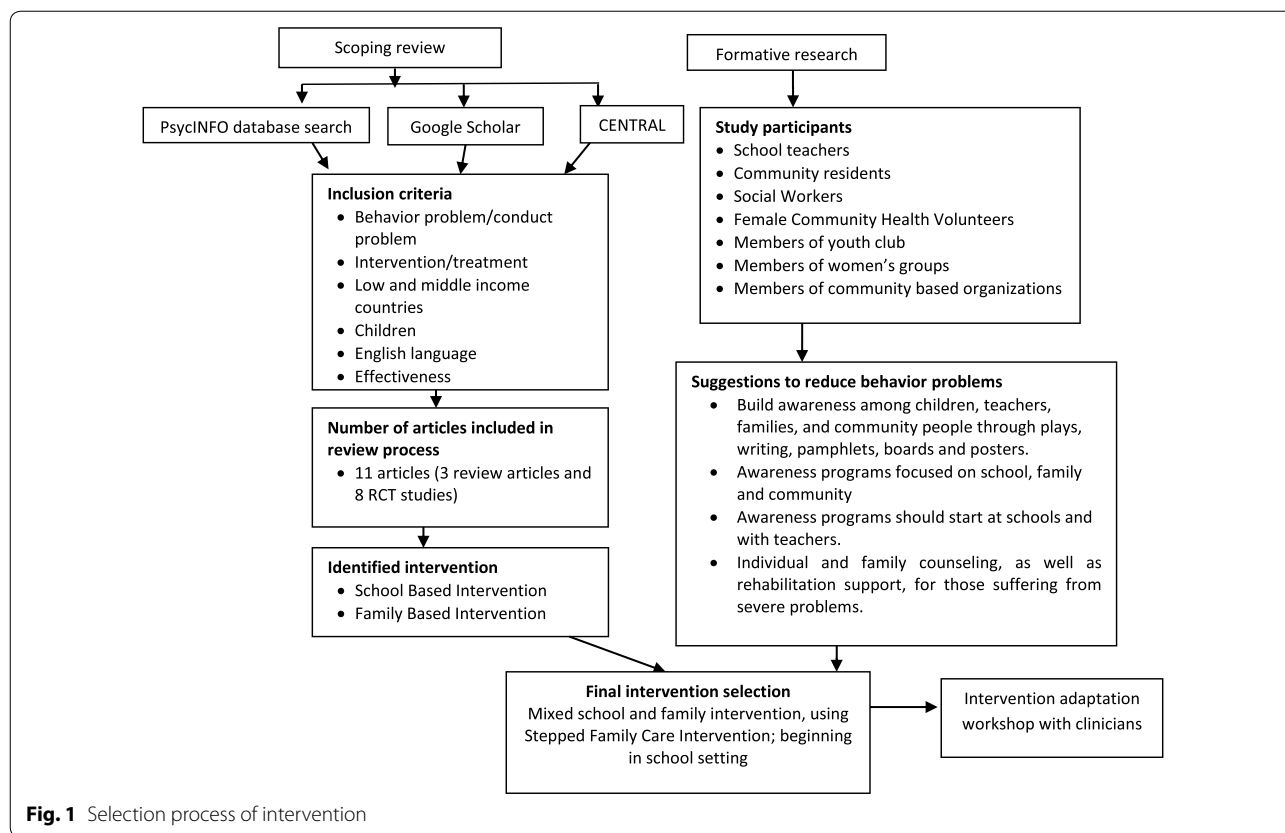 Scoping review
PsycINFO database search
Google Scholar
CENTRAL
Inclusion criteria
• Behavior problem/conduct
problem
• Intervention/treatment
• Low and middle income
countries
• Children
• English language
• Effectiveness
Number of articles included in
review process
• 11 articles (3 review articles and
8 RCT studies)
Identified intervention
• School Based Intervention
• Family Based Intervention
Formative research
Study participants
• School teachers
• Community residents
• Social Workers
• Female Community Health Volunteers
• Members of youth club
• Members of women's groups
• Members of community based organizations
Suggestions to reduce behavior problems
• Build awareness among children, teachers,
families, and community people through plays,
writing, pamphlets, boards and posters.
• Awareness programs focused on school, family
and community
• Awareness programs should start at schools and
with teachers.
• Individual and family counseling, as well as
rehabilitation support, for those suffering from
severe problems.
Final intervention selection
Mixed school and family intervention, using
Stepped Family Care Intervention; beginning
in school setting
Intervention adaptation
workshop with clinicians
Fig. 1 Selection process of intervention